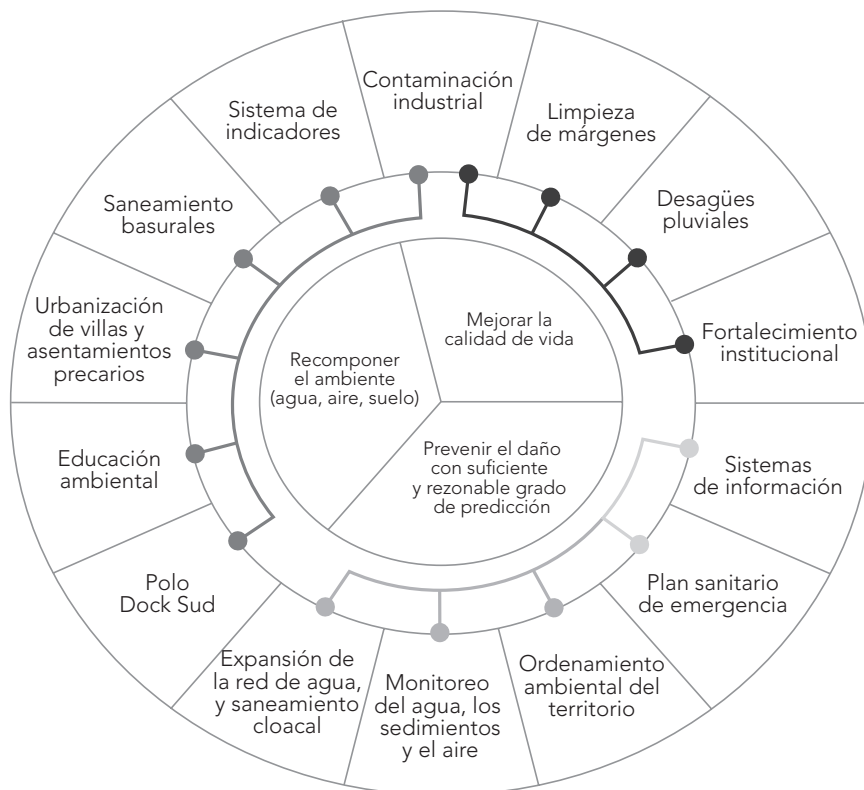 Contaminación
industrial
Limpieza
de márgenes
Desagües
pluviales
Fortalecimiento
institucional
Sistemas
de información
Plan sanitario
de emergencia
Ordenamiento
ambiental del
territorio
Monitoreo
del agua, los
sedimientos
y el aire
Expansión de
la red de agua,
y saneamiento
cloacal
Polo
Dock Sud
Educación
ambiental
Urbanización
de villas y
asentamientos
precarios
Saneamiento
basurales
Sistema de
indicadores
Mejorar la
calidad de vida
Recomponer
el ambiente
(agua, aire, suelo)
Prevenir el daño
con suficiente
y rezonable grado
de predicción